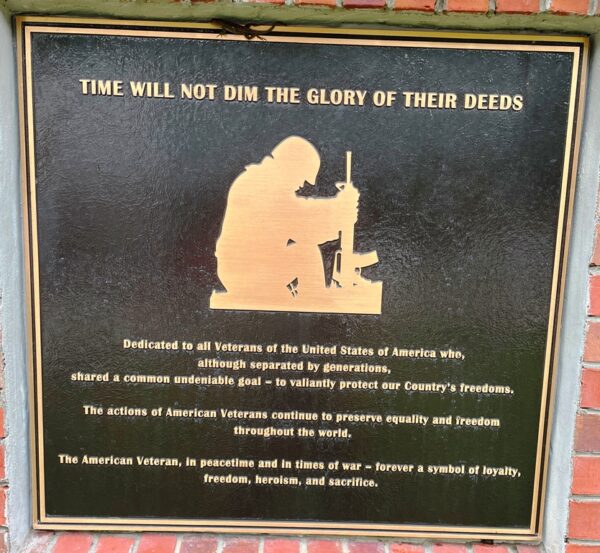 TIME WILL NOT DIM THE GLORY OF THEIR DEEDS
Dedicated to all Veterans of the United States of America who,
although separated by generations,
shared a common undeniable goal – to valiantly protect our Country's freedoms.
The actions of American Veterans continue to preserve equality and freedom
throughout the world.
The American Veteran, in peacetime and in times of war – forever a symbol of loyalty,
freedom, heroism, and sacrifice.